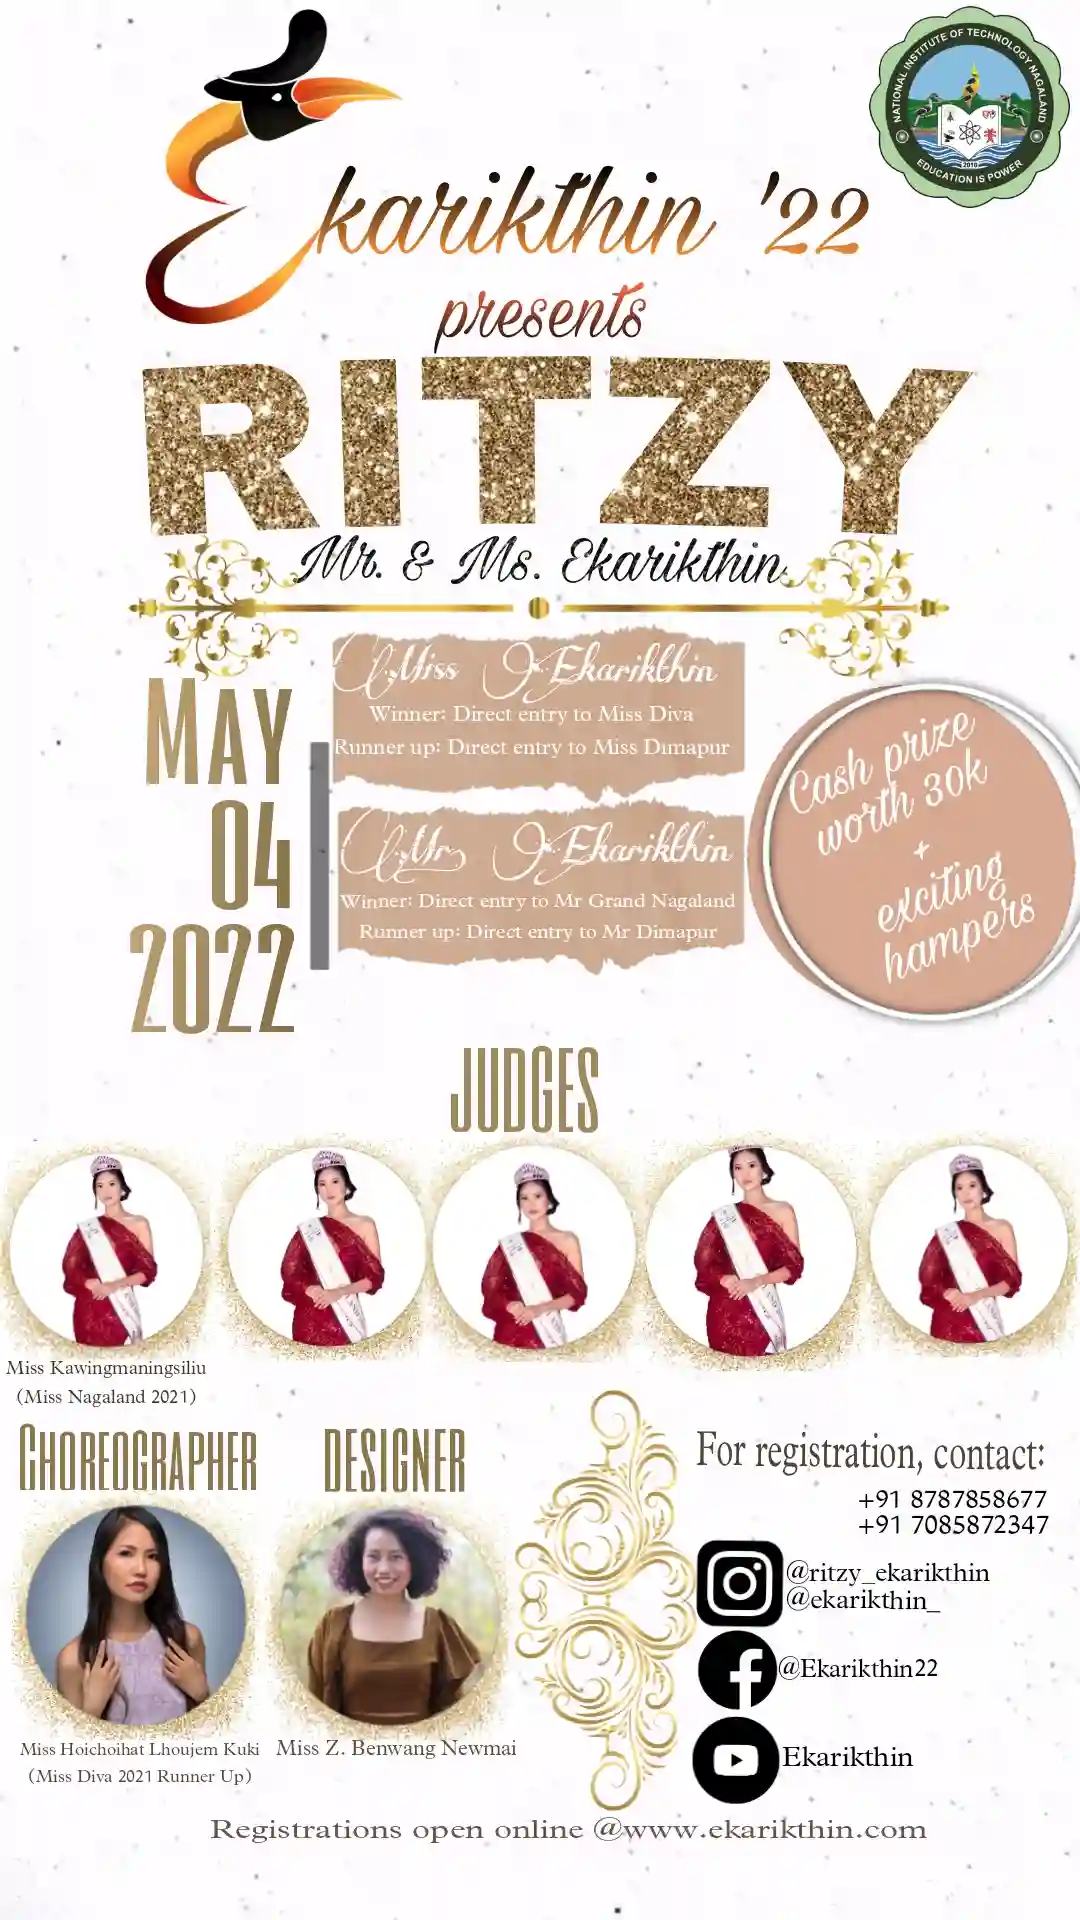 NATIONAL INSTITUTE OF TECHNOLOGY NAGALAND
2010
EDUCATION IS POWER
Ekarikthin '22
presents
RITZY
Mr. & Ms. Ekarikthin
MAY
04
2022
Miss Ekarikthin
Winner: Direct entry to Miss Diva
Runner up: Direct entry to Miss Dimapur
Mr Ekarikthin
Winner: Direct entry to Mr Grand Nagaland
Runner up: Direct entry to Mr Dimapur
Cash prize
worth 30k
+
exciting
hampers
JUDGES
Miss Kawingmaningsiliu
(Miss Nagaland 2021)
CHOREOGRAPHER
Miss Hoichoihat Lhoujem Kuki
(Miss Diva 2021 Runner Up)
DESIGNER
Miss Z. Benwang Newmai
For registration, contact:
+91 8787858677
+91 7085872347
@ritzy_ekarikthin
@ekarikthin_
@Ekarikthin22
Ekarikthin
Registrations open online @www.ekarikthin.com